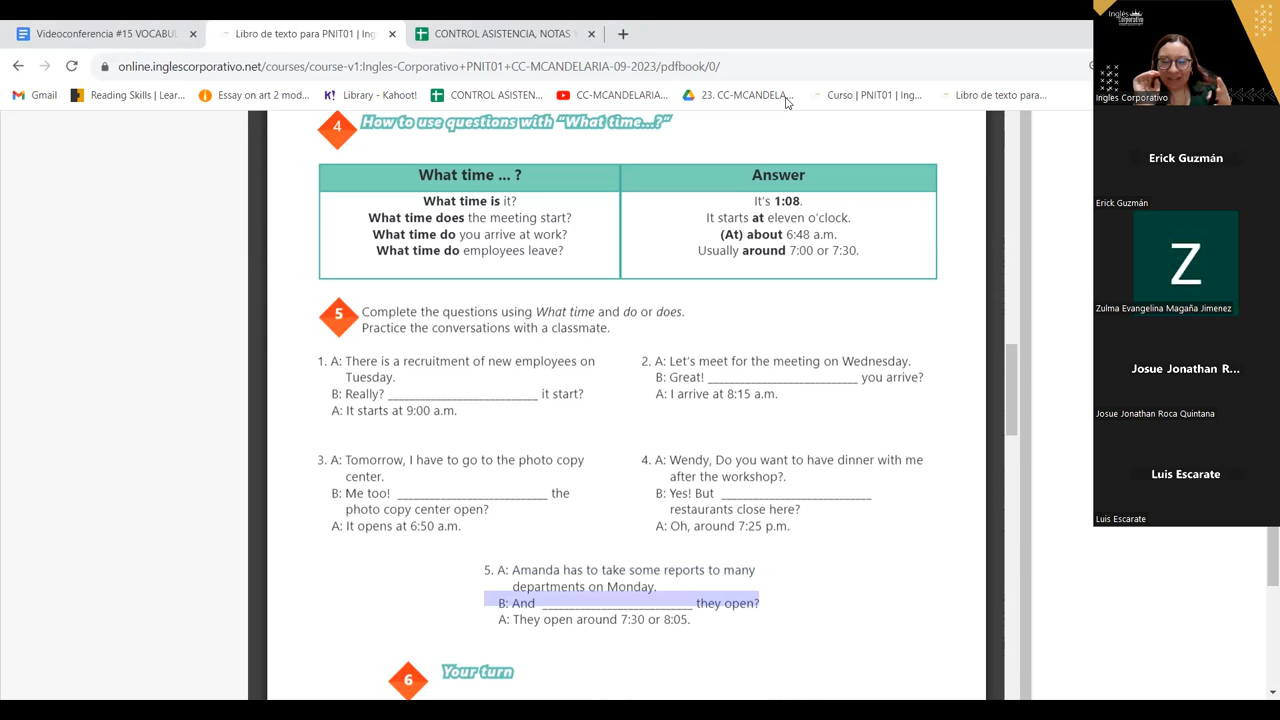 Videoconferencia #15 VOCABUL
Libro de texto para PNIT01 | Ing
CONTROL ASISTENCIA, NOTAS
online.inglescorporativo.net/courses/course-v1:Ingles-Corporativo+PNIT01+CC-MCANDELARIA-09-2023/pdfbook/0/
Gmail
Reading Skills | Lear...
Essay on art 2 mod...
Library - Kahoot!
CONTROL ASISTEN...
CC-MCANDELARIA...
23. CC-MCANDELA...
Curso | PNIT01 | Ing...
Libro de texto para...
4 How to use questions with “What time...?”
What time ... ? Answer
What time is it? It's 1:08.
What time does the meeting start? It starts at eleven o'clock.
What time do you arrive at work? (At) about 6:48 a.m.
What time do employees leave? Usually around 7:00 or 7:30.
5 Complete the questions using What time and do or does.
Practice the conversations with a classmate.
1. A: There is a recruitment of new employees on
Tuesday.
B: Really? __________________________ it start?
A: It starts at 9:00 a.m.
2. A: Let's meet for the meeting on Wednesday.
B: Great! __________________________ you arrive?
A: I arrive at 8:15 a.m.
3. A: Tomorrow, I have to go to the photo copy
center.
B: Me too! __________________________ the
photo copy center open?
A: It opens at 6:50 a.m.
4. A: Wendy, Do you want to have dinner with me
after the workshop?.
B: Yes! But __________________________
restaurants close here?
A: Oh, around 7:25 p.m.
5. A: Amanda has to take some reports to many
departments on Monday.
B: And __________________________ they open?
A: They open around 7:30 or 8:05.
6 Your turn
Inglés
Corporativo
Ingles Corporativo
Erick Guzmán
Erick Guzmán
Z
Zulma Evangelina Magaña Jimenez
Josue Jonathan R...
Josue Jonathan Roca Quintana
Luis Escarate
Luis Escarate